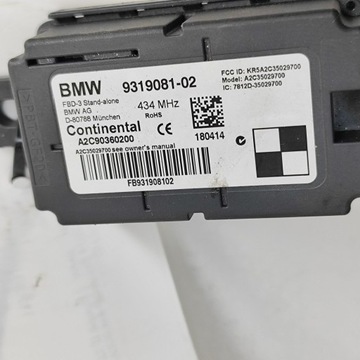 BMW 9319081-02
FBD-3 Stand-alone
BMW AG
D-80788 München
434 MHz
RoHS
FCC ID: KR5A2C35029700
Model: A2C35029700
IC: 7812D-35029700
Continental CE 180414
A2C90360200
A2C35029700 see owner's manual
FB931908102